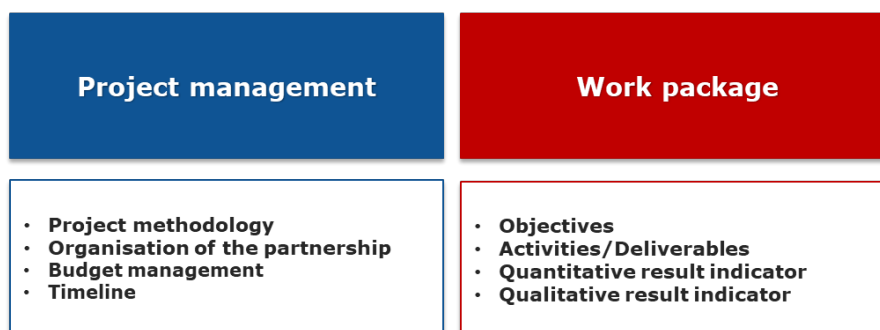 Project management
• Project methodology
• Organisation of the partnership
• Budget management
• Timeline
Work package
• Objectives
• Activities/Deliverables
• Quantitative result indicator
• Qualitative result indicator